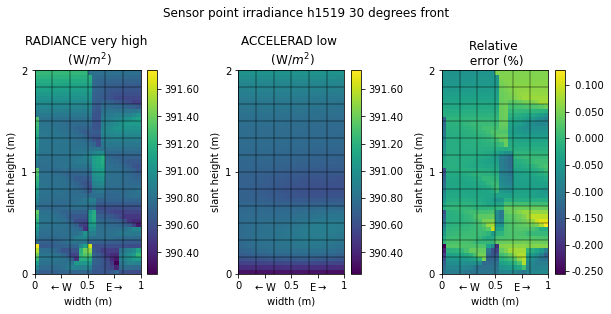 Sensor point irradiance h1519 30 degrees front
RADIANCE very high
(W/m²)
2
1
0
slant height (m)
0 ←W 0.5 E→ 1
width (m)
391.60
391.40
391.20
391.00
390.80
390.60
390.40
ACCELERAD low
(W/m²)
2
1
0
slant height (m)
0 ←W 0.5 E→ 1
width (m)
391.60
391.40
391.20
391.00
390.80
390.60
390.40
Relative
error (%)
2
1
0
slant height (m)
0 ←W 0.5 E→ 1
width (m)
0.100
0.050
0.000
-0.050
-0.100
-0.150
-0.200
-0.250